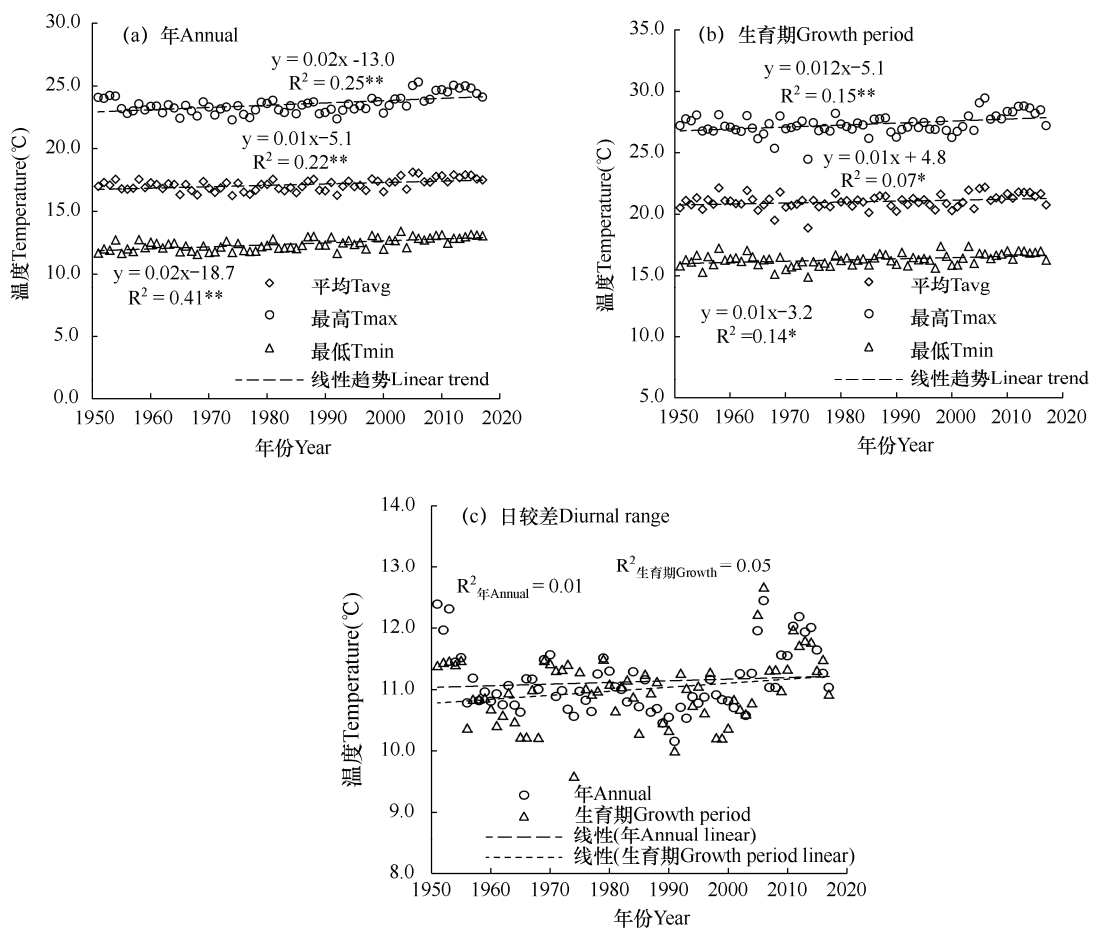 (a) 年Annual
30.0
25.0
20.0
15.0
10.0
5.0
0.0
y = 0.02x -13.0
R² = 0.25**
y = 0.01x−5.1
R² = 0.22**
y = 0.02x−18.7
R² = 0.41**
平均Tavg
最高Tmax
最低Tmin
线性趋势Linear trend
温度Temperature(℃)
1950 1960 1970 1980 1990 2000 2010 2020
年份Year
(b) 生育期Growth period
35.0
30.0
25.0
20.0
15.0
10.0
5.0
y = 0.012x−5.1
R² = 0.15**
y = 0.01x + 4.8
R² = 0.07*
y = 0.01x−3.2
R² =0.14*
平均Tavg
最高Tmax
最低Tmin
线性趋势Linear trend
温度Temperature(℃)
1950 1960 1970 1980 1990 2000 2010 2020
年份Year
(c) 日较差Diurnal range
14.0
13.0
12.0
11.0
10.0
9.0
8.0
R²年Annual = 0.01
R²生育期Growth = 0.05
年Annual
生育期Growth period
线性(年Annual linear)
线性(生育期Growth period linear)
温度Temperature(℃)
1950 1960 1970 1980 1990 2000 2010 2020
年份Year